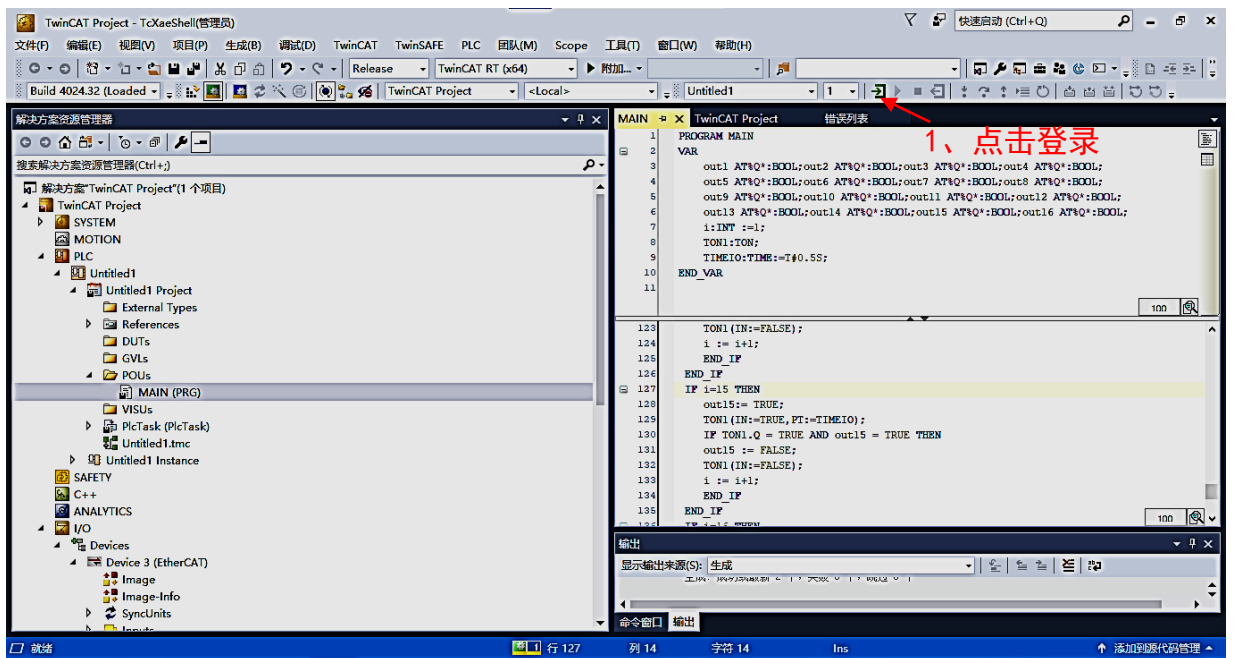 TwinCAT Project - TcXaeShell(管理员)
快速启动 (Ctrl+Q)
文件(F) 编辑(E) 视图(V) 项目(P) 生成(B) 调试(D) TwinCAT TwinSAFE PLC 团队(M) Scope 工具(T) 窗口(W) 帮助(H)
Release TwinCAT RT (x64) 附加...
Build 4024.32 (Loaded TwinCAT Project <Local> Untitled1 1
解决方案资源管理器
搜索解决方案资源管理器(Ctrl+;)
解决方案"TwinCAT Project"(1 个项目)
TwinCAT Project
SYSTEM
MOTION
PLC
Untitled1
Untitled1 Project
External Types
References
DUTs
GVLs
POUs
MAIN (PRG)
VISUs
PlcTask (PlcTask)
Untitled1.tmc
Untitled1 Instance
SAFETY
C++
ANALYTICS
I/O
Devices
Device 3 (EtherCAT)
Image
Image-Info
SyncUnits
Inputs
MAIN TwinCAT Project 错误列表
1、点击登录
1 PROGRAM MAIN
2 VAR
3 out1 AT%Q*:BOOL;out2 AT%Q*:BOOL;out3 AT%Q*:BOOL;out4 AT%Q*:BOOL;
4 out5 AT%Q*:BOOL;out6 AT%Q*:BOOL;out7 AT%Q*:BOOL;out8 AT%Q*:BOOL;
5 out9 AT%Q*:BOOL;out10 AT%Q*:BOOL;out11 AT%Q*:BOOL;out12 AT%Q*:BOOL;
6 out13 AT%Q*:BOOL;out14 AT%Q*:BOOL;out15 AT%Q*:BOOL;out16 AT%Q*:BOOL;
7 i:INT :=1;
8 TON1:TON;
9 TIMEIO:TIME:=T#0.5S;
10 END_VAR
11
100
123 TON1(IN:=FALSE);
124 i := i+1;
125 END_IF
126 END_IF
127 IF i=15 THEN
128 out15:= TRUE;
129 TON1(IN:=TRUE,PT:=TIMEIO);
130 IF TON1.Q = TRUE AND out15 = TRUE THEN
131 out15 := FALSE;
132 TON1(IN:=FALSE);
133 i := i+1;
134 END_IF
135 END_IF
136 IF i=16 THEN
100
输出
显示输出来源(S): 生成
命令窗口 输出
就绪 1 行 127 列 14 字符 14 Ins 添加到源代码管理